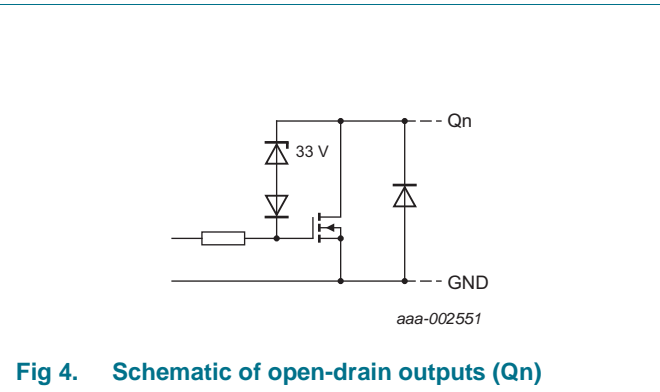 Qn
33 V
GND
aaa-002551
Fig 4. Schematic of open-drain outputs (Qn)